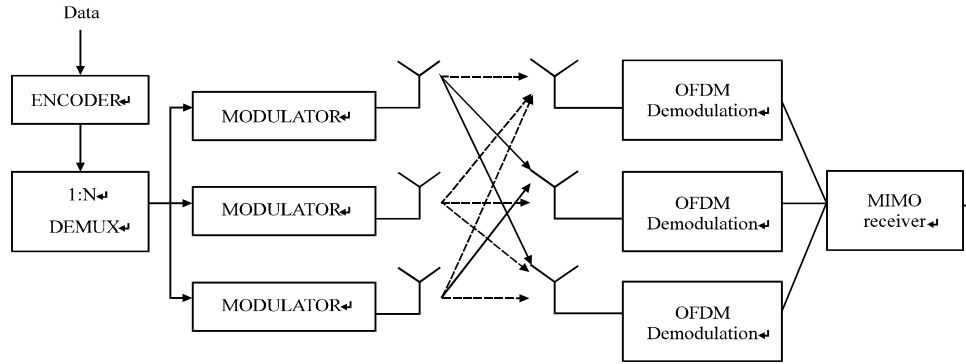 Data
ENCODER↵
1:N↵
DEMUX↵
MODULATOR↵
MODULATOR↵
MODULATOR↵
OFDM
Demodulation↵
OFDM
Demodulation↵
OFDM
Demodulation↵
MIMO
receiver↵